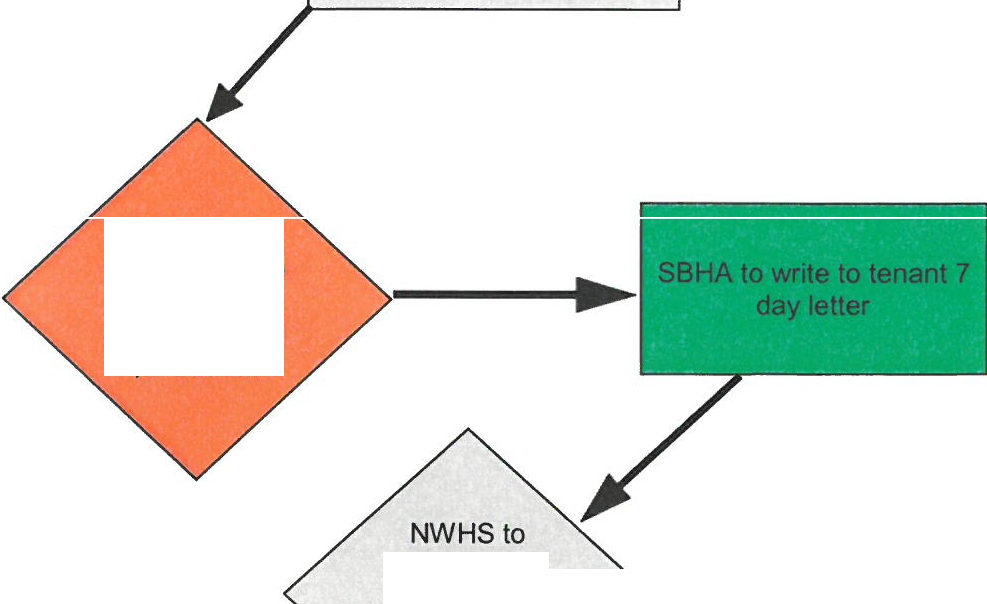 SBHA to write to tenant 7
day letter
NWHS to